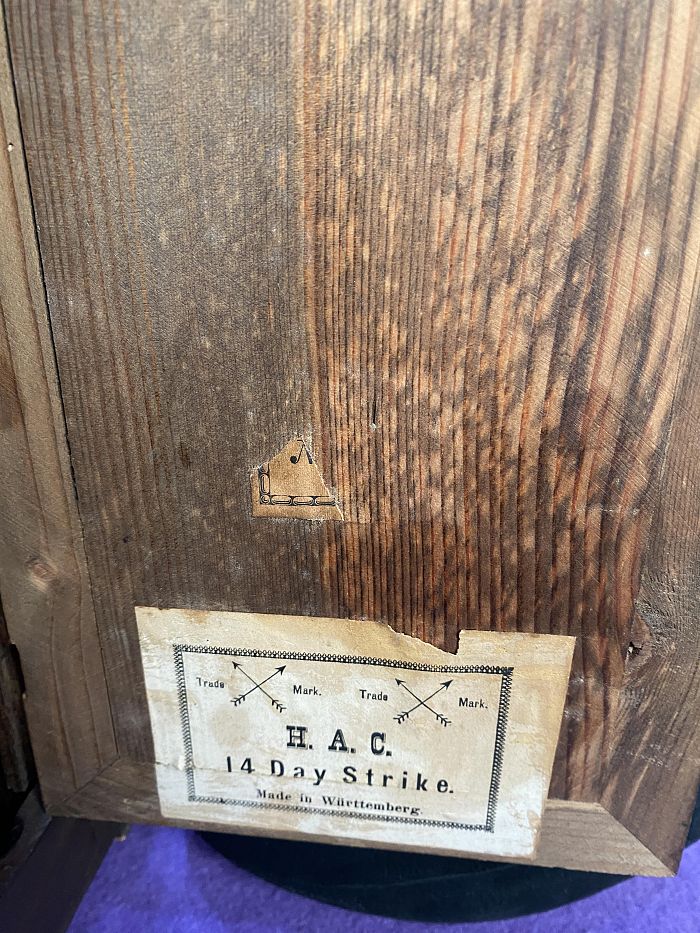 Trade Mark. Trade Mark.
H. A. C.
14 Day Strike.
Made in Württemberg.